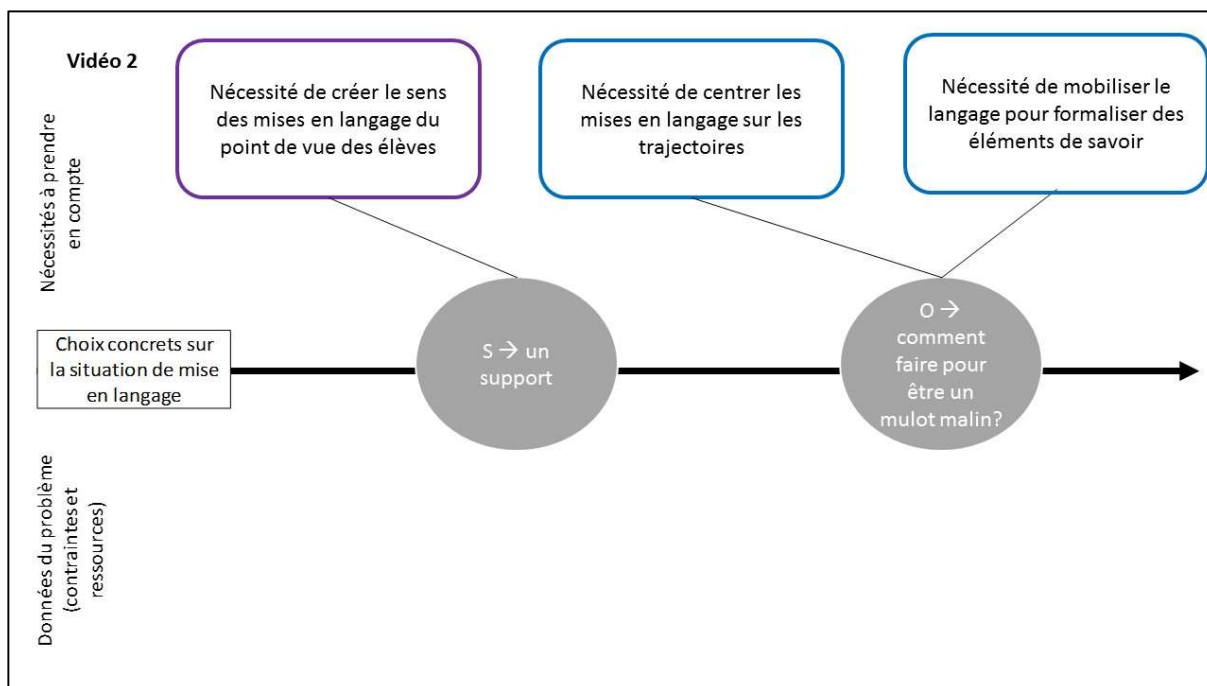 Vidéo 2
Nécessité de créer le sens
des mises en langage du
point de vue des élèves
Nécessité de centrer les
mises en langage sur les
trajectoires
Nécessité de mobiliser le
langage pour formaliser des
éléments de savoir
Nécessités à prendre
en compte
Choix concrets sur
la situation de mise
en langage
S → un
support
O →
comment
faire pour
être un
mulot malin?
Données du problème
(contraintes et
ressources)